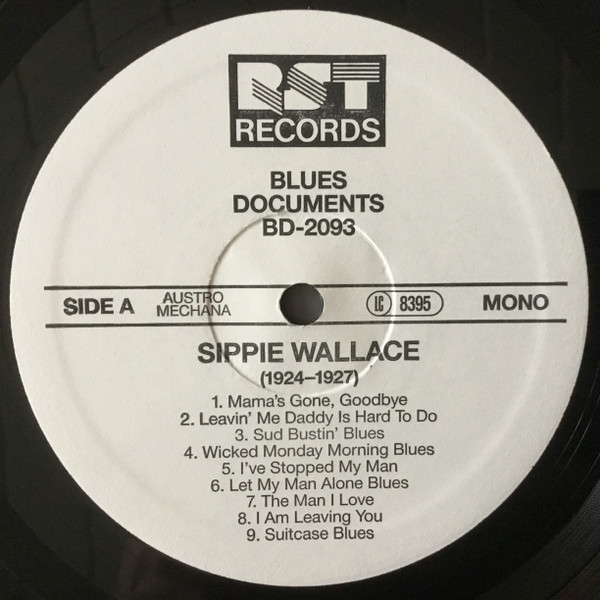 RST
RECORDS
BLUES
DOCUMENTS
BD-2093
SIDE A
AUSTRO
MECHANA
LC 8395
MONO
SIPPIE WALLACE
(1924–1927)
1. Mama's Gone, Goodbye
2. Leavin' Me Daddy Is Hard To Do
3. Sud Bustin' Blues
4. Wicked Monday Morning Blues
5. I've Stopped My Man
6. Let My Man Alone Blues
7. The Man I Love
8. I Am Leaving You
9. Suitcase Blues